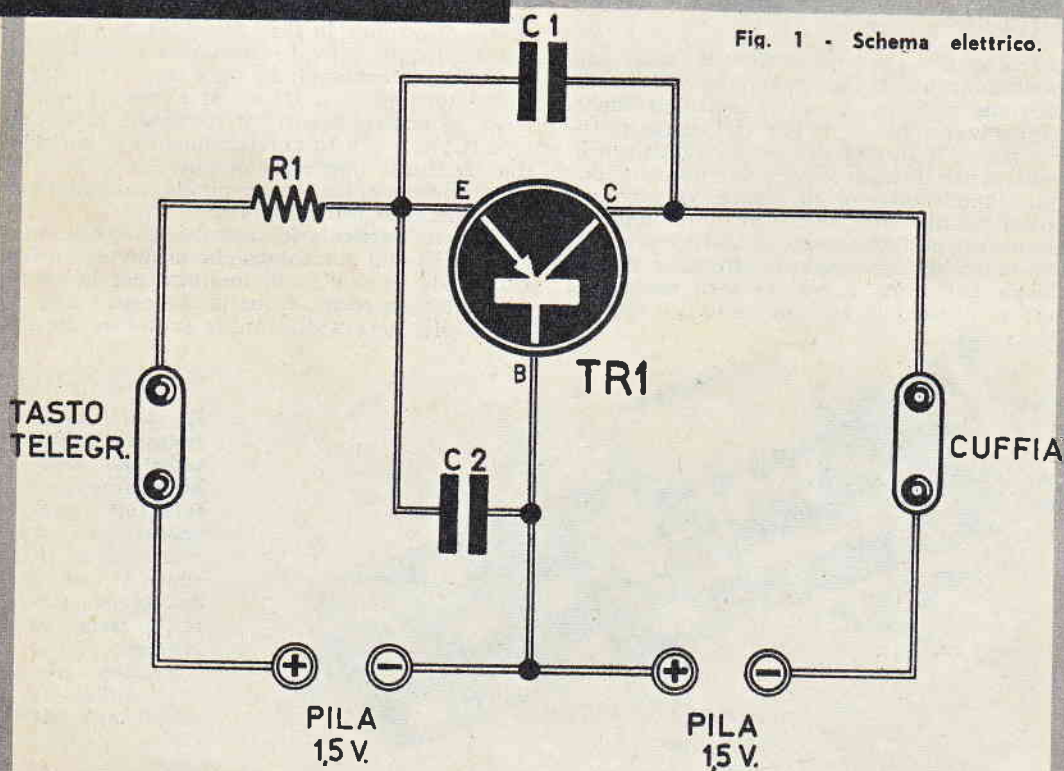 Fig. 1 - Schema elettrico.
C 1
R1
E
C
B
TR1
TASTO
TELEGR.
C 2
CUFFIA
+
-
+
-
PILA
1,5 V.
PILA
1,5 V.